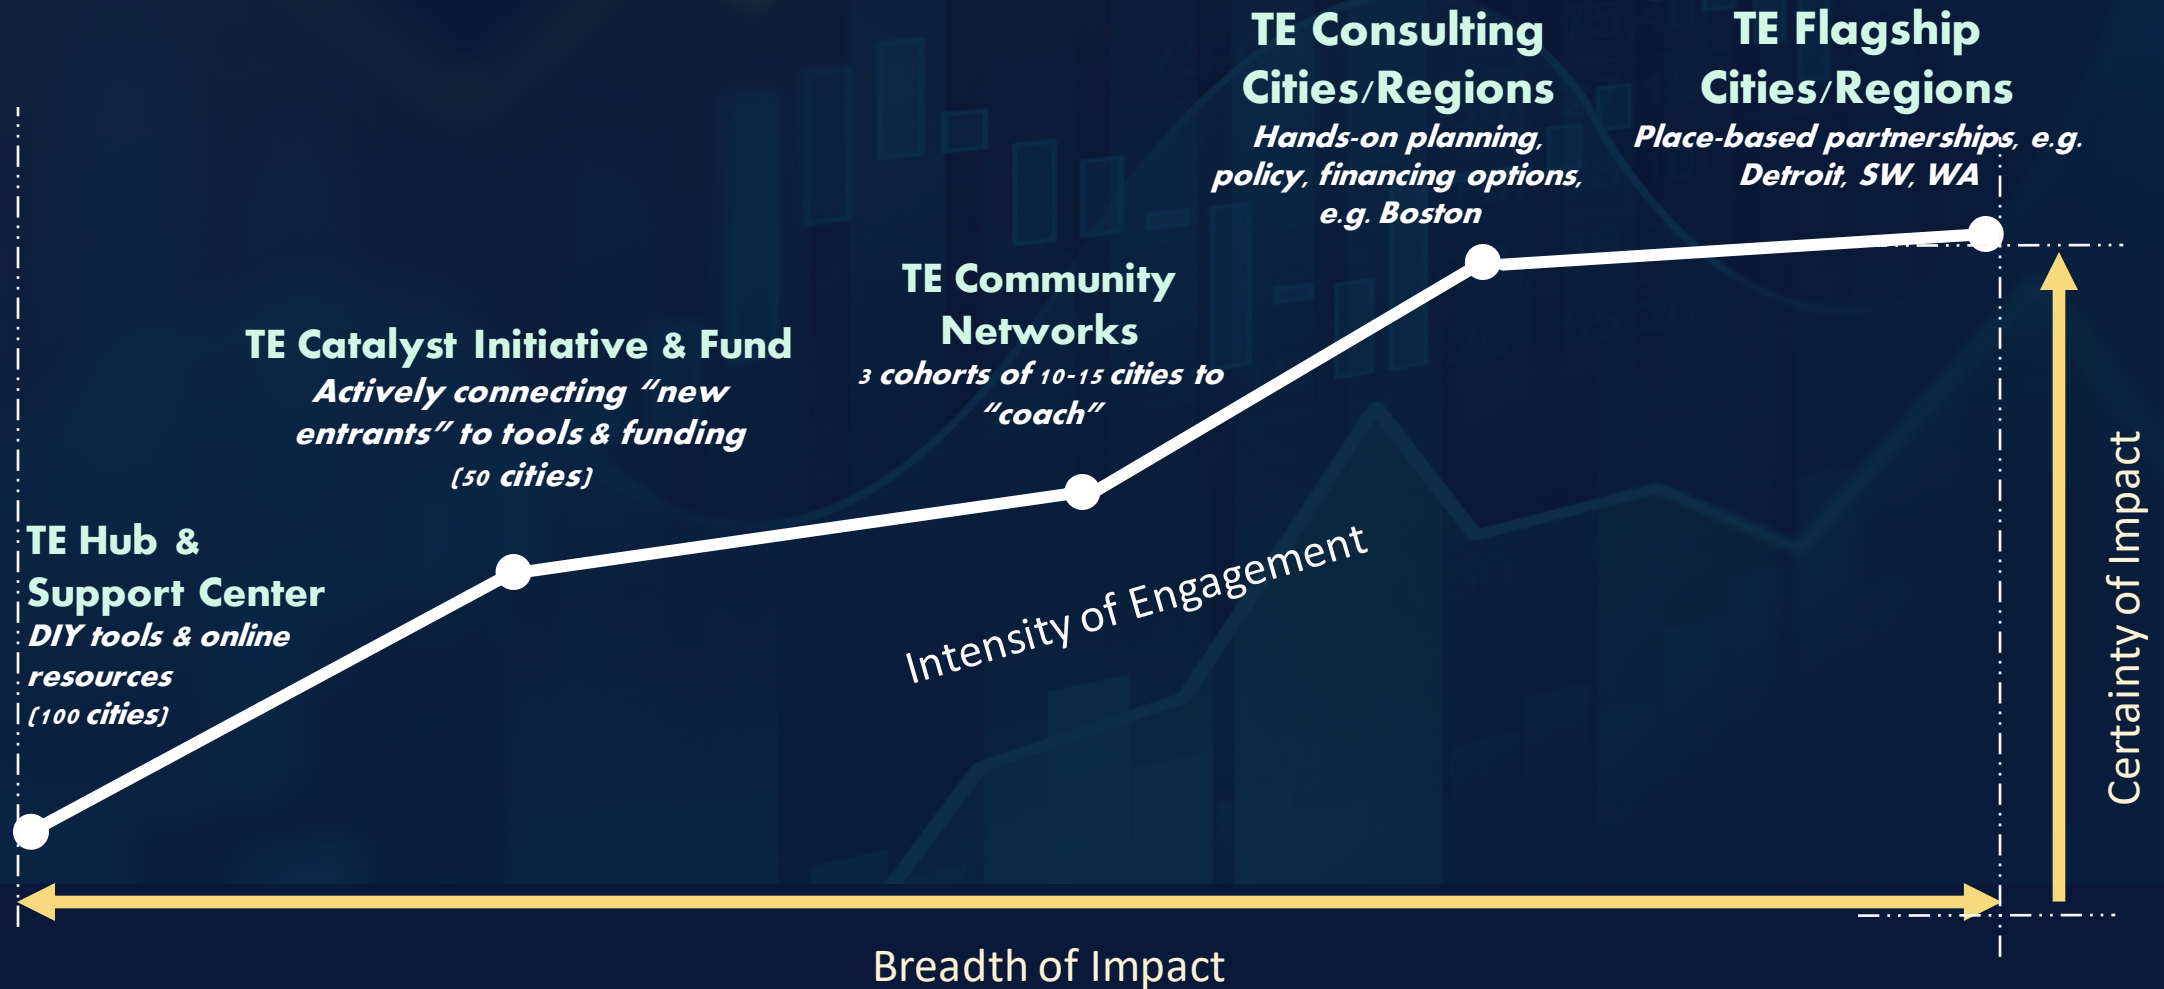 TE Hub &
Support Center
DIY tools & online
resources
(100 cities)
TE Catalyst Initiative & Fund
Actively connecting “new
entrants” to tools & funding
(50 cities)
TE Community
Networks
3 cohorts of 10-15 cities to
“coach”
TE Consulting
Cities/Regions
Hands-on planning,
policy, financing options,
e.g. Boston
TE Flagship
Cities/Regions
Place-based partnerships, e.g.
Detroit, SW, WA
Intensity of Engagement
Certainty of Impact
Breadth of Impact